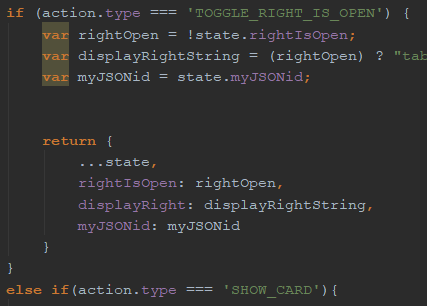 if (action.type === 'TOGGLE_RIGHT_IS_OPEN') {
var rightOpen = !state.rightIsOpen;
var displayRightString = (rightOpen) ? "tab
var myJSONid = state.myJSONid;
return {
...state,
rightIsOpen: rightOpen,
displayRight: displayRightString,
myJSONid: myJSONid
}
}
else if(action.type === 'SHOW_CARD'){